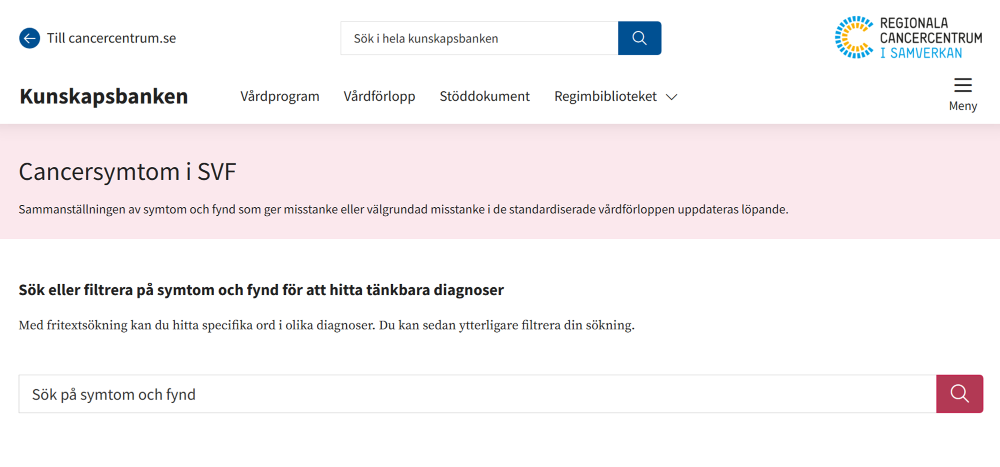 Till cancercentrum.se
Sök i hela kunskapsbanken
REGIONALA
CANCERCENTRUM
I SAMVERKAN
Kunskapsbanken
Vårdprogram
Vårdförlopp
Stöddokument
Regimbiblioteket
Meny
Cancersymtom i SVF
Sammanställningen av symtom och fynd som ger misstanke eller välgrundad misstanke i de standardiserade vårdförloppen uppdateras löpande.
Sök eller filtrera på symtom och fynd för att hitta tänkbara diagnoser
Med fritextsökning kan du hitta specifika ord i olika diagnoser. Du kan sedan ytterligare filtrera din sökning.
Sök på symtom och fynd